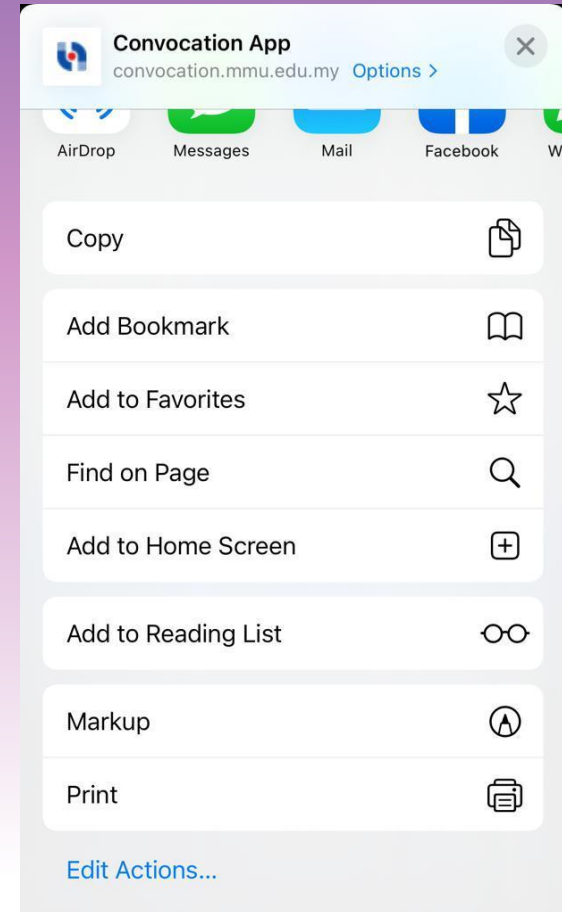 Convocation App
convocation.mmu.edu.my Options >
AirDrop Messages Mail Facebook W
Copy
Add Bookmark
Add to Favorites
Find on Page
Add to Home Screen
Add to Reading List
Markup
Print
Edit Actions...